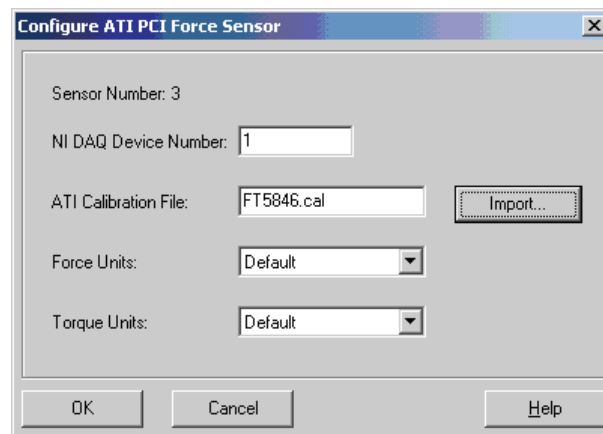 Configure ATI PCI Force Sensor
Sensor Number: 3
NI DAQ Device Number: 1
ATI Calibration File: FT5846.cal Import...
Force Units: Default
Torque Units: Default
OK Cancel Help